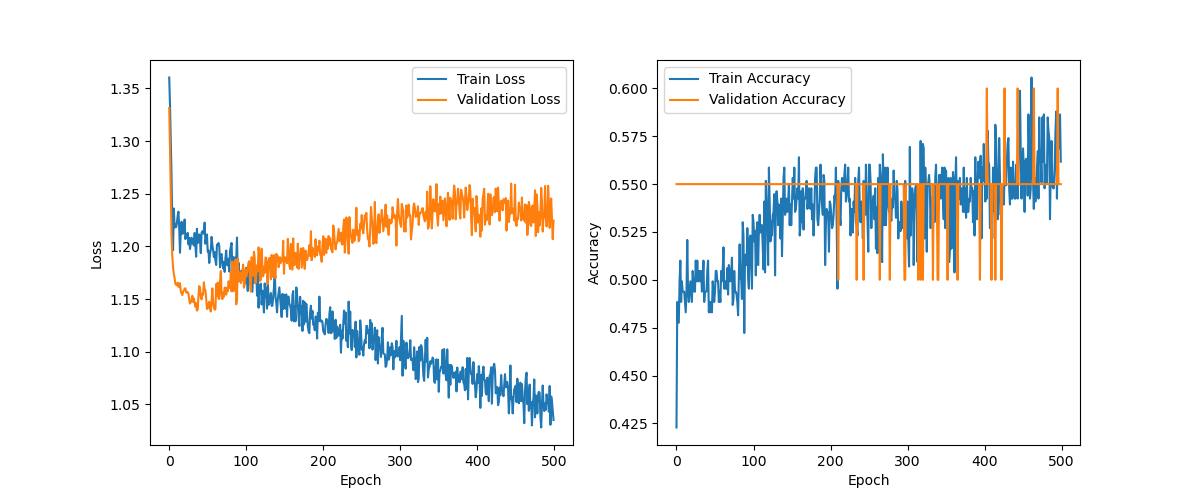 Train Loss
Validation Loss
1.35
1.30
1.25
1.20
1.15
1.10
1.05
Loss
0 100 200 300 400 500
Epoch
Train Accuracy
Validation Accuracy
0.600
0.575
0.550
0.525
0.500
0.475
0.450
0.425
Accuracy
0 100 200 300 400 500
Epoch